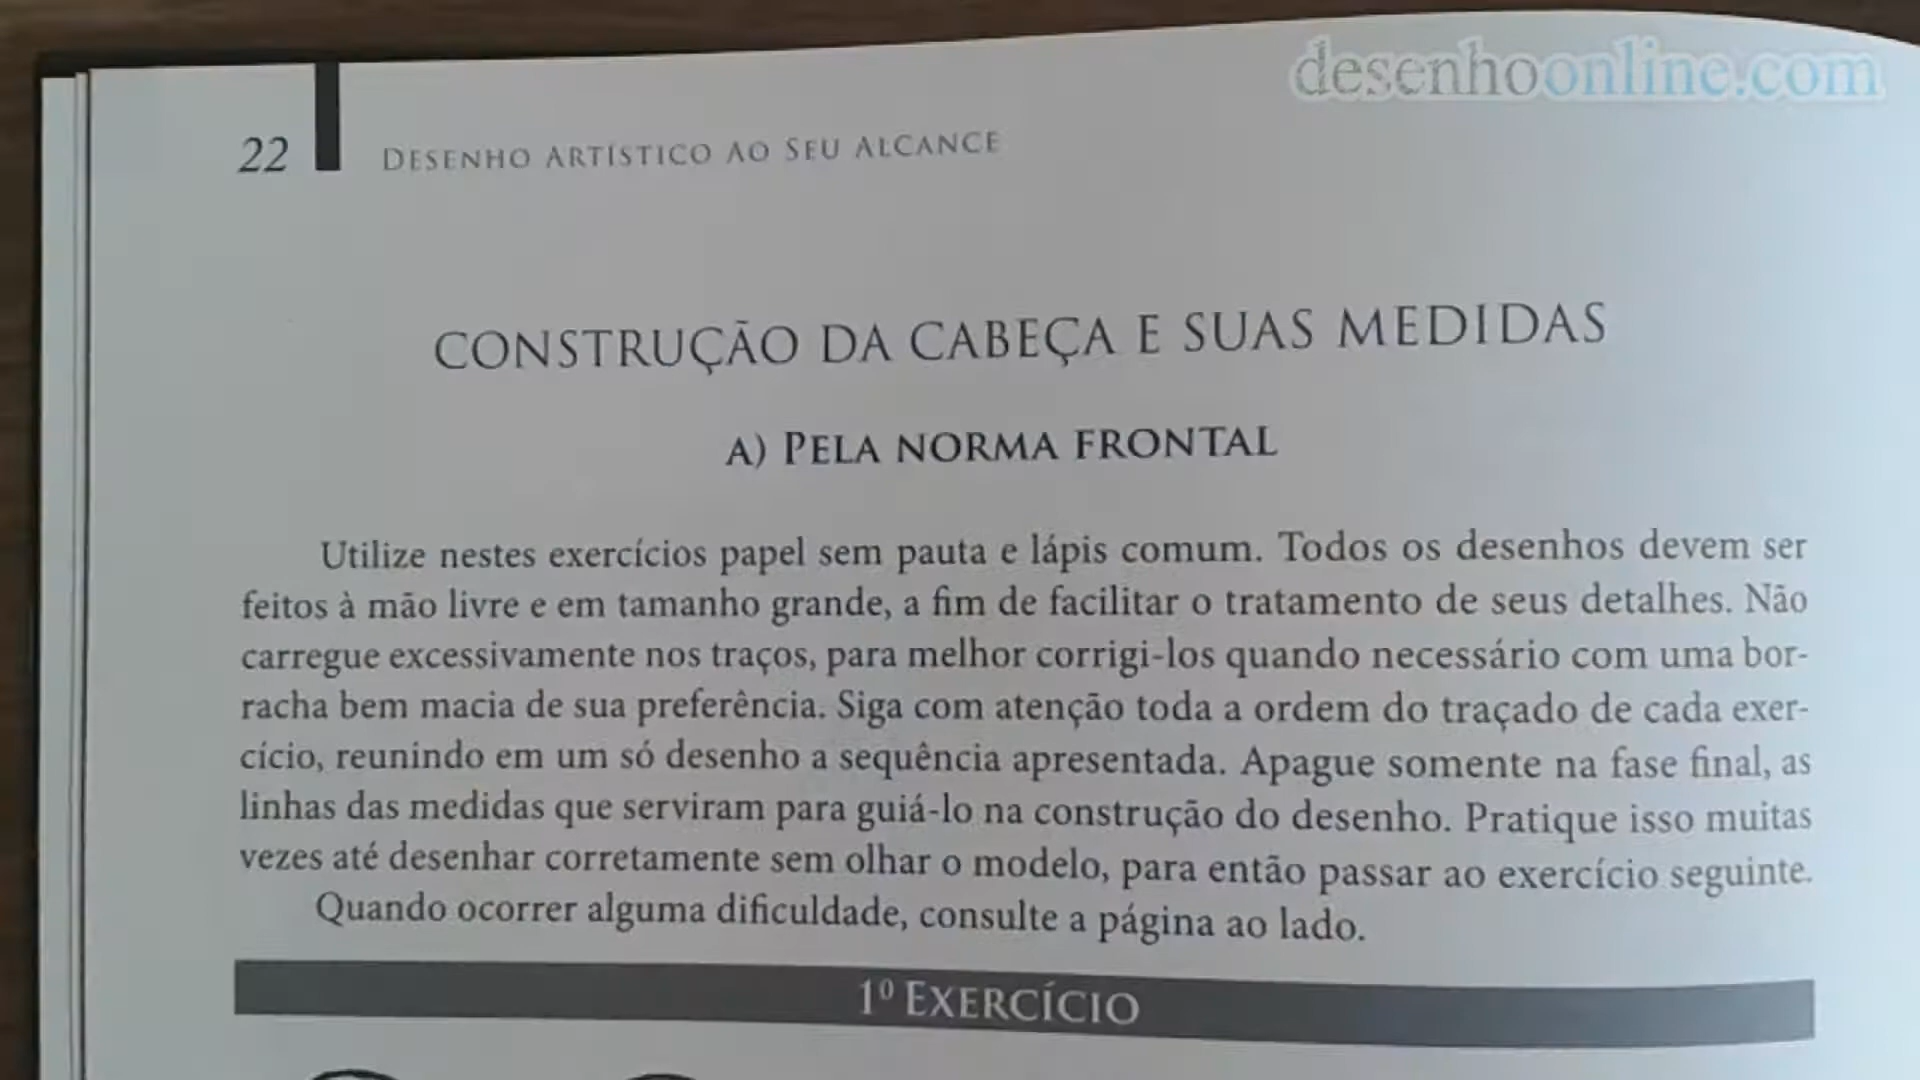 desenhoonline.com
22 DESENHO ARTÍSTICO AO SEU ALCANCE
CONSTRUÇÃO DA CABEÇA E SUAS MEDIDAS
A) PELA NORMA FRONTAL
Utilize nestes exercícios papel sem pauta e lápis comum. Todos os desenhos devem ser
feitos à mão livre e em tamanho grande, a fim de facilitar o tratamento de seus detalhes. Não
carregue excessivamente nos traços, para melhor corrigi-los quando necessário com uma bor-
racha bem macia de sua preferência. Siga com atenção toda a ordem do traçado de cada exer-
cício, reunindo em um só desenho a sequência apresentada. Apague somente na fase final, as
linhas das medidas que serviram para guiá-lo na construção do desenho. Pratique isso muitas
vezes até desenhar corretamente sem olhar o modelo, para então passar ao exercício seguinte.
Quando ocorrer alguma dificuldade, consulte a página ao lado.
1º EXERCÍCIO